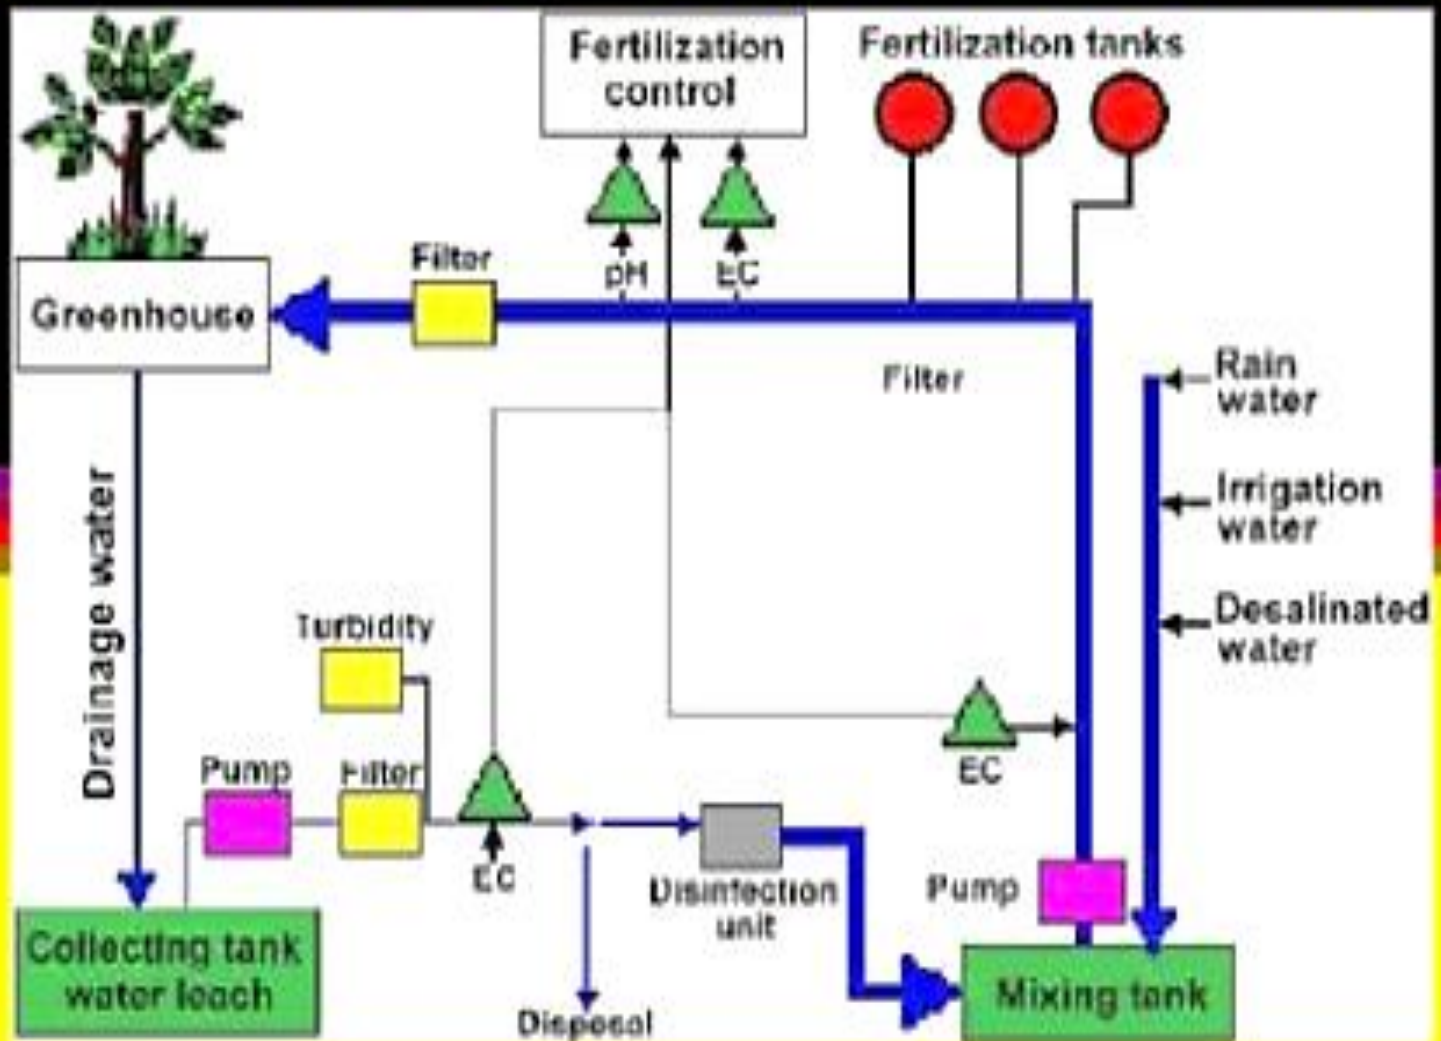 Fertilization
control
Fertilization tanks
Filter
pH
EC
Greenhouse
Filter
Rain
water
Irrigation
water
Desalinated
water
Drainage water
Turbidity
Pump
Filter
EC
EC
Disinfection
unit
Pump
Collecting tank
water leach
Mixing tank
Disposal